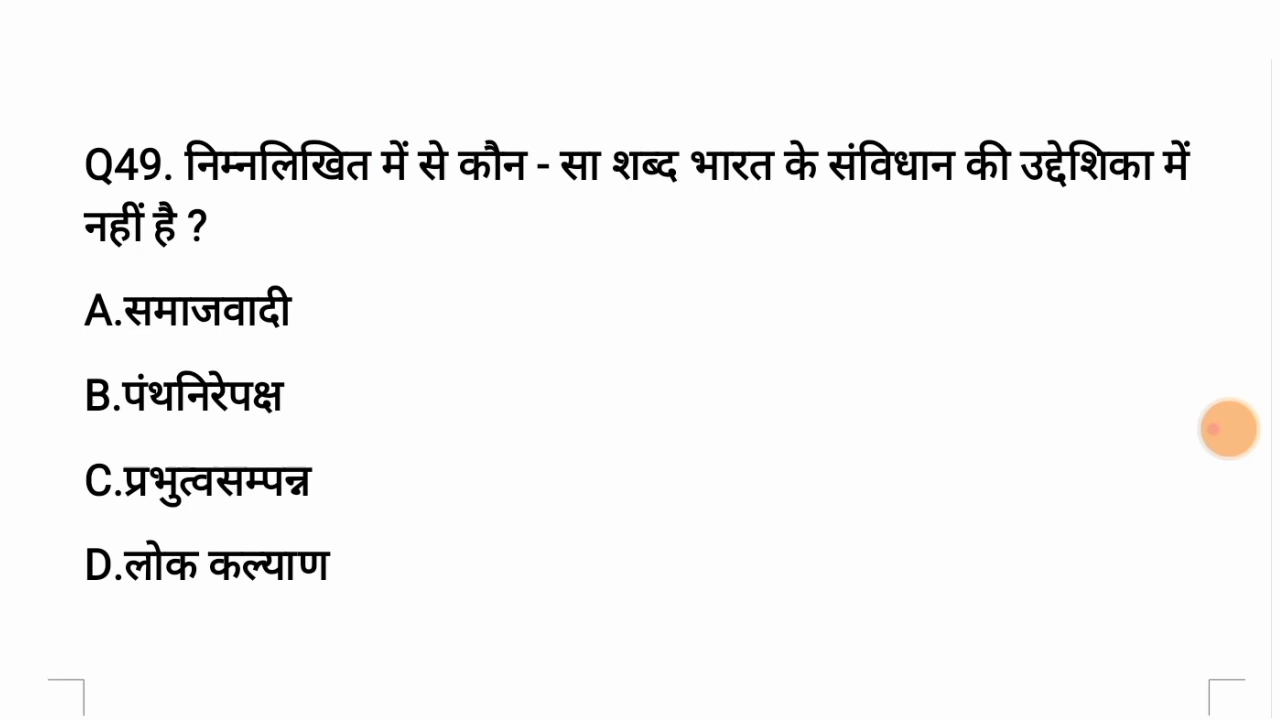 Q49. निम्नलिखित में से कौन - सा शब्द भारत के संविधान की उद्देशिका में
नहीं है ?
A.समाजवादी
B.पंथनिरेपक्ष
C.प्रभुत्वसम्पन्न
D.लोक कल्याण